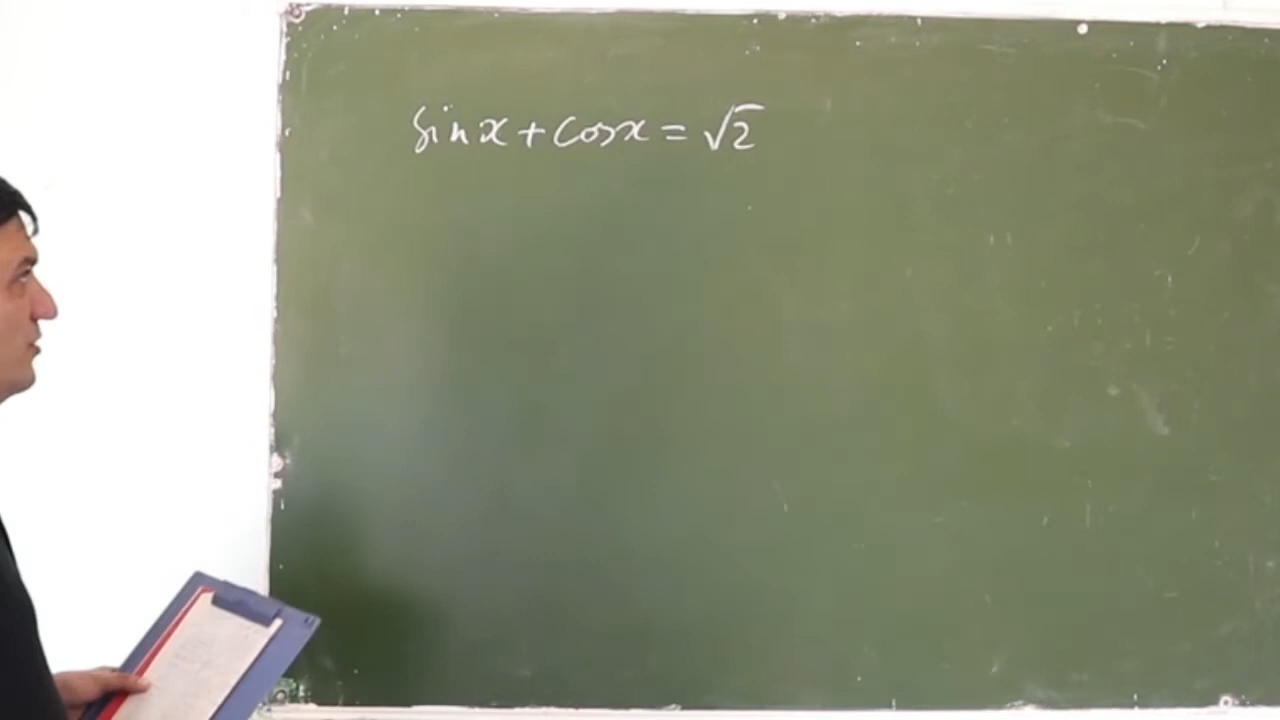 sin x + cos x = √2